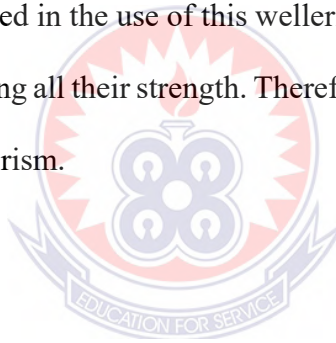 ed in the use of this weller
ng all their strength. Theref
rism.
EDUCATION FOR SERVICE